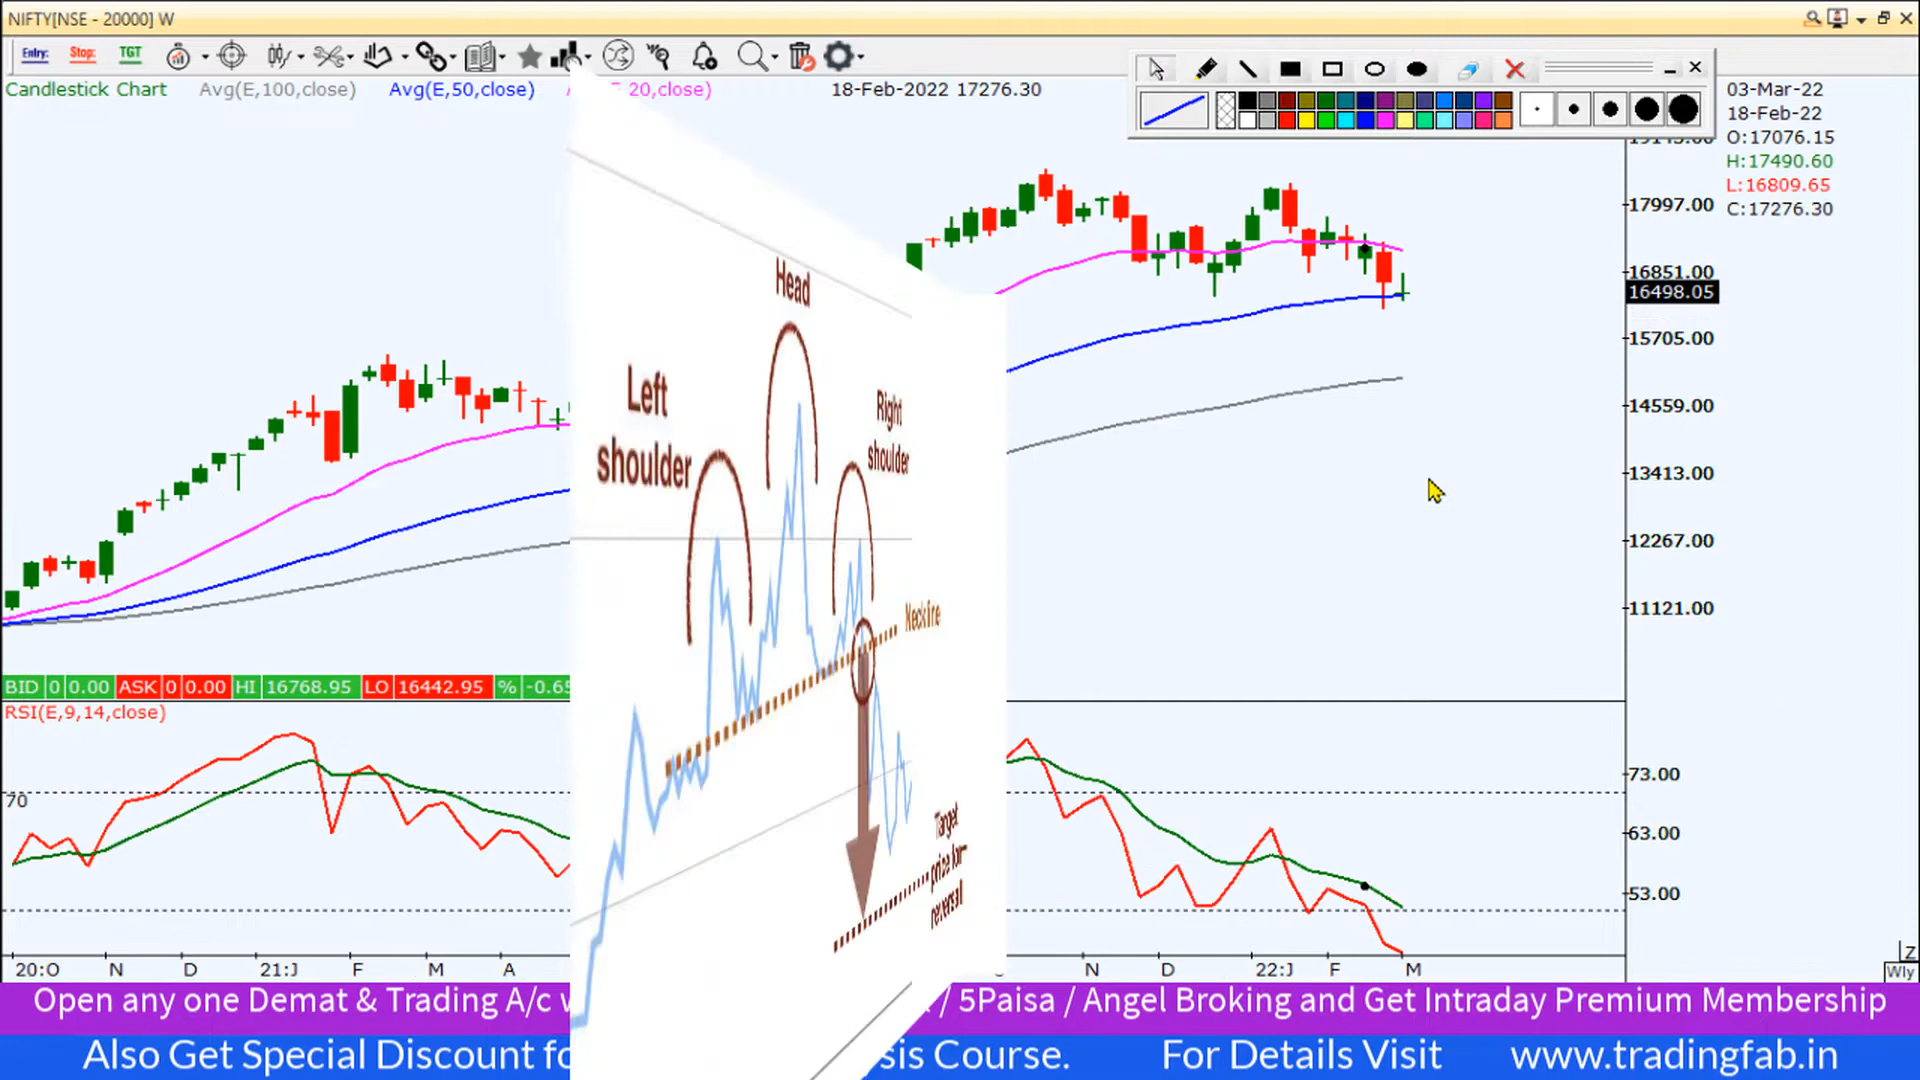 NIFTY[NSE - 20000] W
Entry: Stop: TGT
Candlestick Chart Avg(E,100,close) Avg(E,50,close) E,20,close) 18-Feb-2022 17276.30
03-Mar-22
18-Feb-22
O:17076.15
H:17490.60
L:16809.65
C:17276.30
17997.00
16851.00
16498.05
15705.00
14559.00
13413.00
12267.00
11121.00
Head
Left
shoulder
Right
shoulder
Neckline
Target
price for
reversal
BID 0 0.00 ASK 0 0.00 HI 16768.95 LO 16442.95 % -0.65
RSI(E,9,14,close)
70
73.00
63.00
53.00
20:O N D 21:J F M A N D 22:J F M
Z
Wly
Open any one Demat & Trading A/c / 5Paisa / Angel Broking and Get Intraday Premium Membership
Also Get Special Discount sis Course. For Details Visit www.tradingfab.in